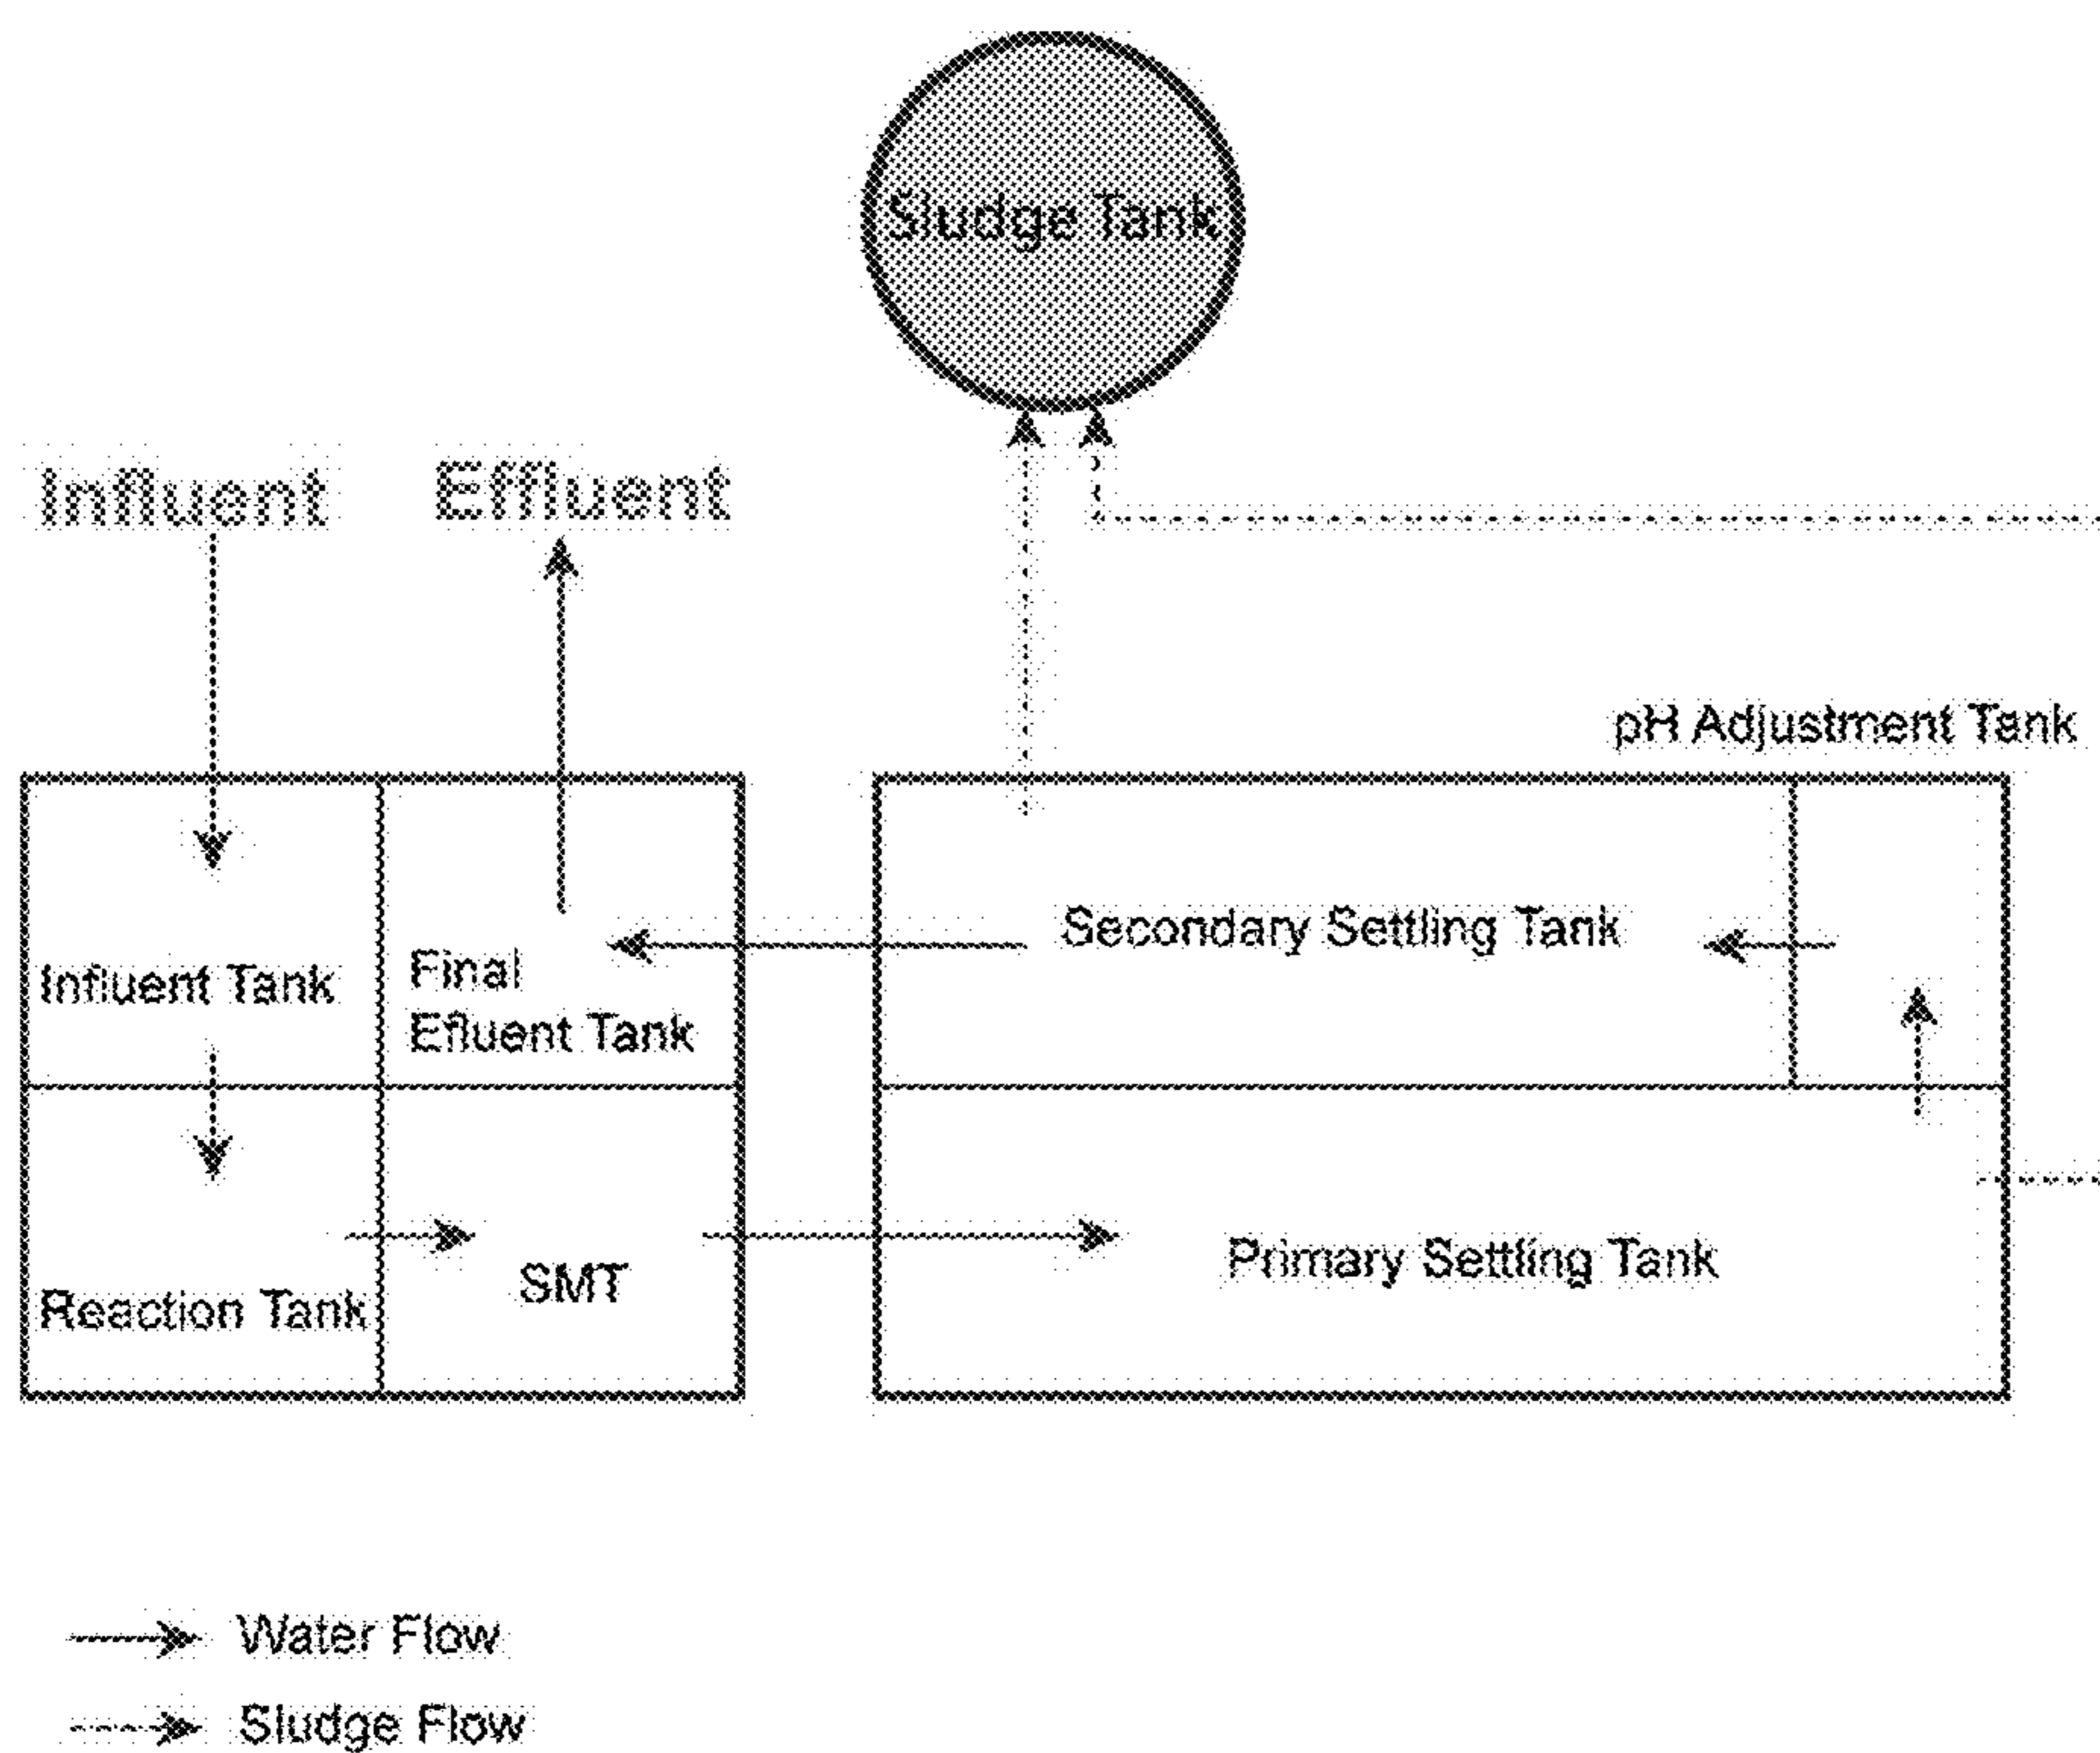 Sludge Tank
Influent
Effluent
pH Adjustment Tank
Secondary Settling Tank
Influent Tank
Final
Efluent Tank
Reaction Tank
SMT
Primary Settling Tank
Water Flow
Sludge Flow